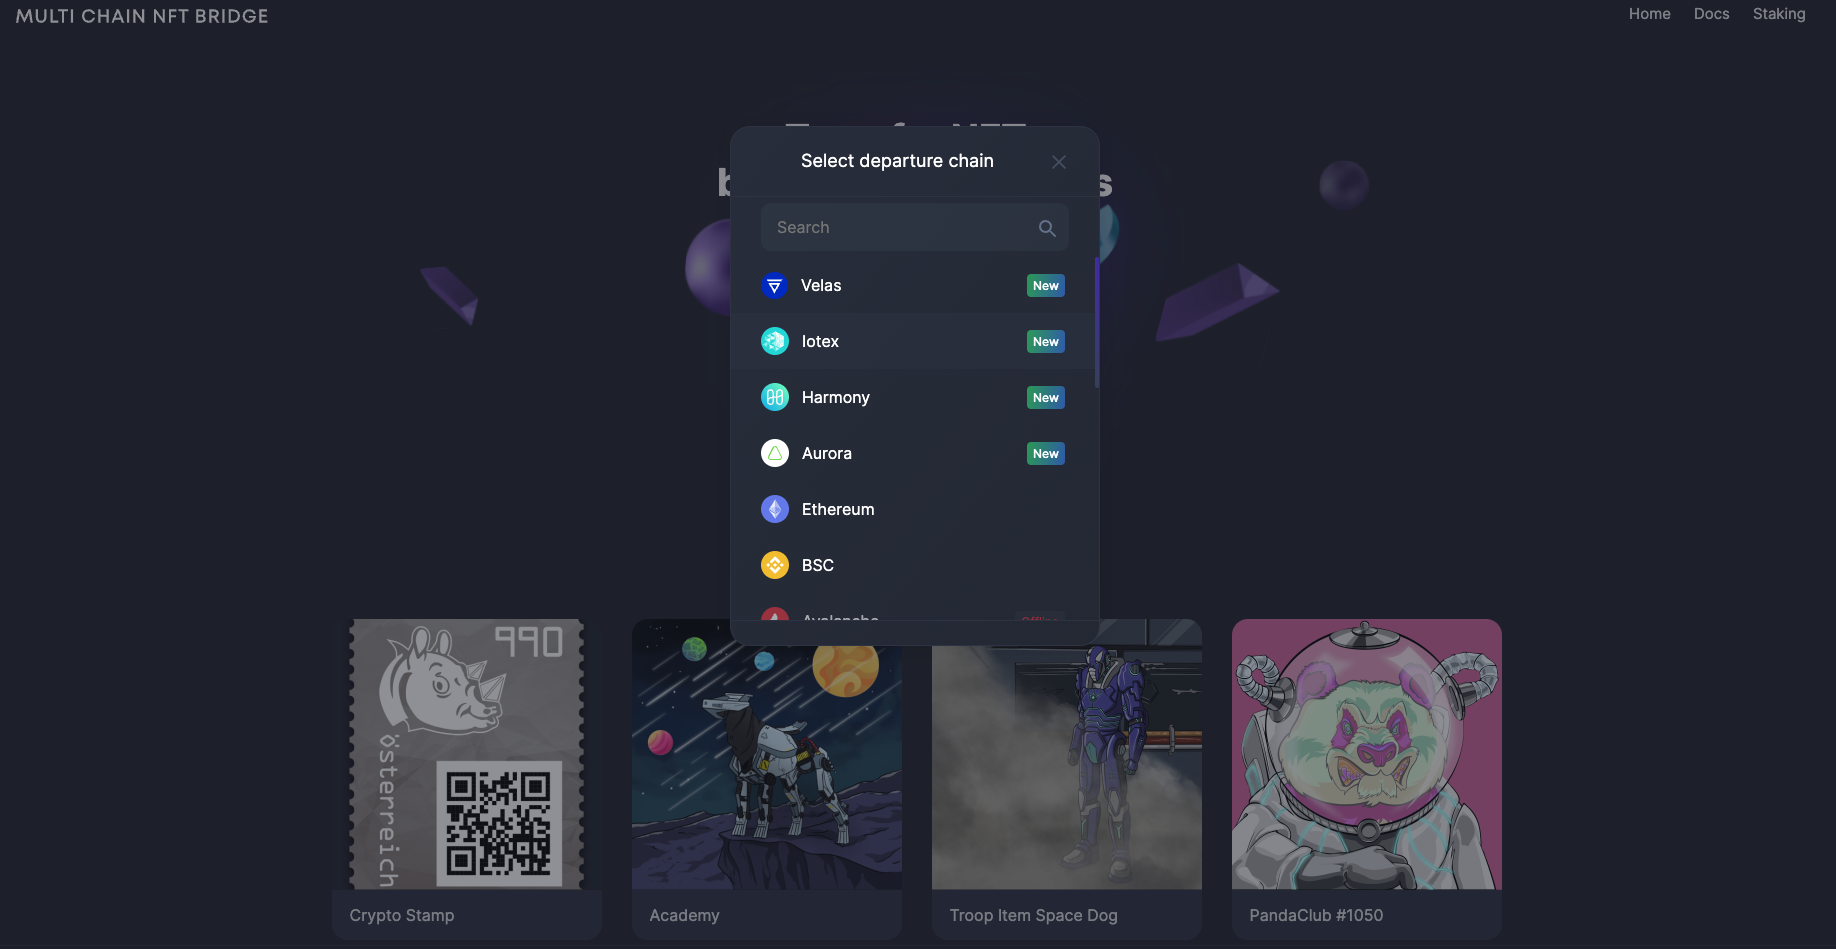 MULTI CHAIN NFT BRIDGE
Home Docs Staking
Select departure chain
Search
Velas New
Iotex New
Harmony New
Aurora New
Ethereum
BSC
990
österreich
Crypto Stamp
Academy
Troop Item Space Dog
PandaClub #1050